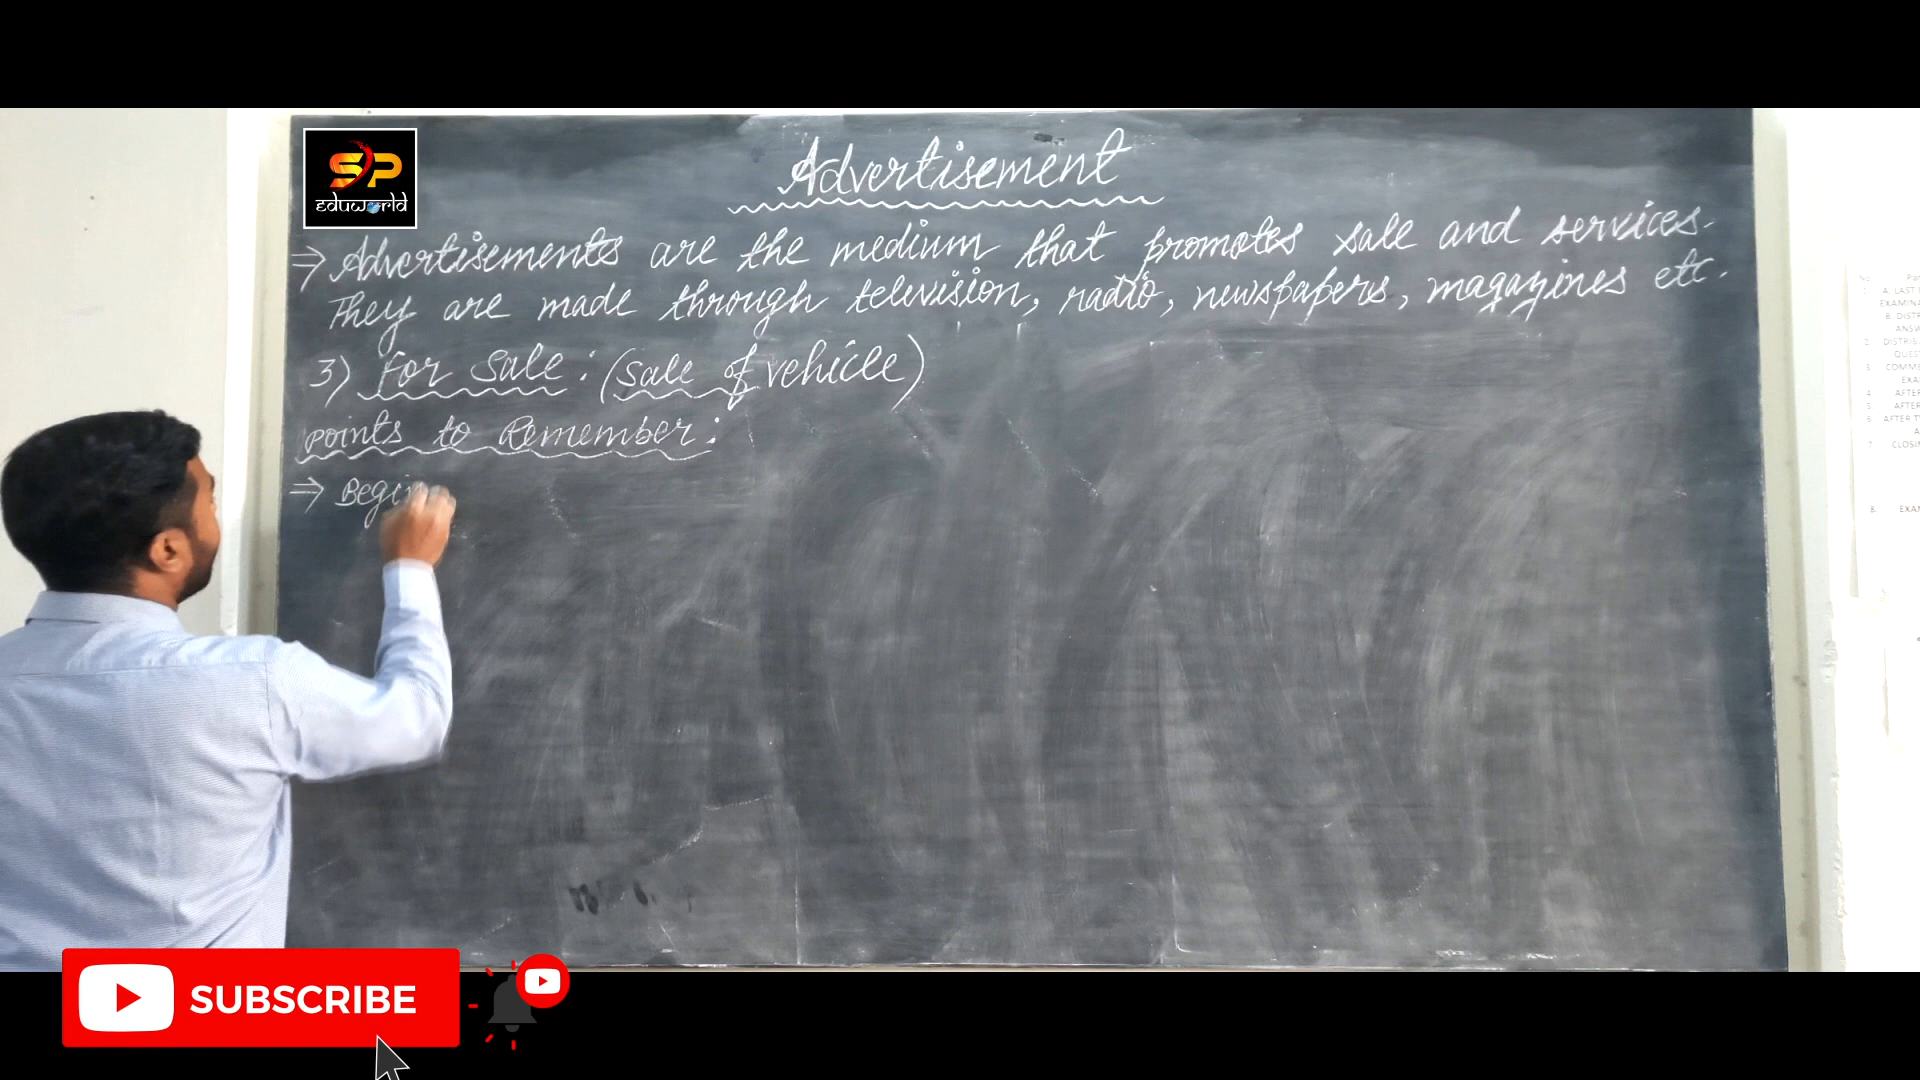 SP
eduworld
Advertisement
⇒ Advertisements are the medium that promotes sale and services.
They are made through television, radio, newspapers, magazines etc.
3) For Sale : (Sale of vehicle)
Points to Remember :
⇒ Begin
SUBSCRIBE